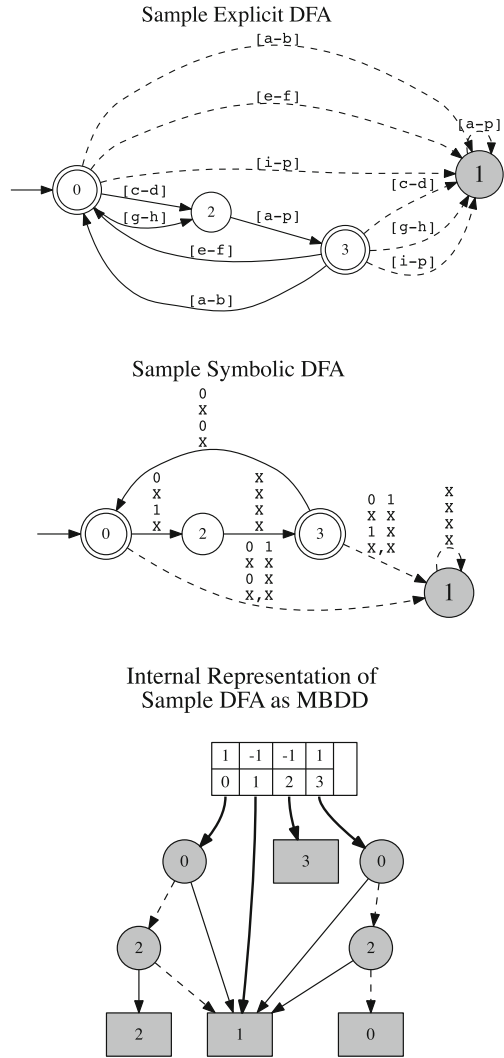 Sample Explicit DFA
[a-b]
[e-f]
[a-p]
[i-p]
1
[c-d]
0
[c-d]
2
[g-h]
[a-p]
[g-h]
[e-f]
3
[i-p]
[a-b]
Sample Symbolic DFA
0
X
0
X
0
X
1
X
X
X
X
X
0 1
X X
1 X
X,X
X
X
X
X
0
2
3
0 1
X X
0 X
X,X
1
Internal Representation of
Sample DFA as MBDD
1 -1 -1 1
0 1 2 3
0
3
0
2
2
2
1
0